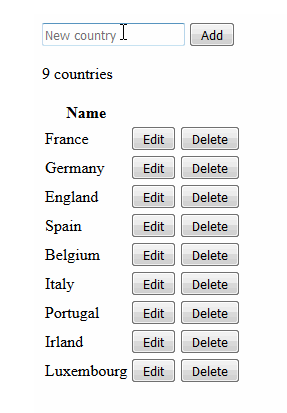 New country Add
9 countries
Name
France Edit Delete
Germany Edit Delete
England Edit Delete
Spain Edit Delete
Belgium Edit Delete
Italy Edit Delete
Portugal Edit Delete
Irland Edit Delete
Luxembourg Edit Delete